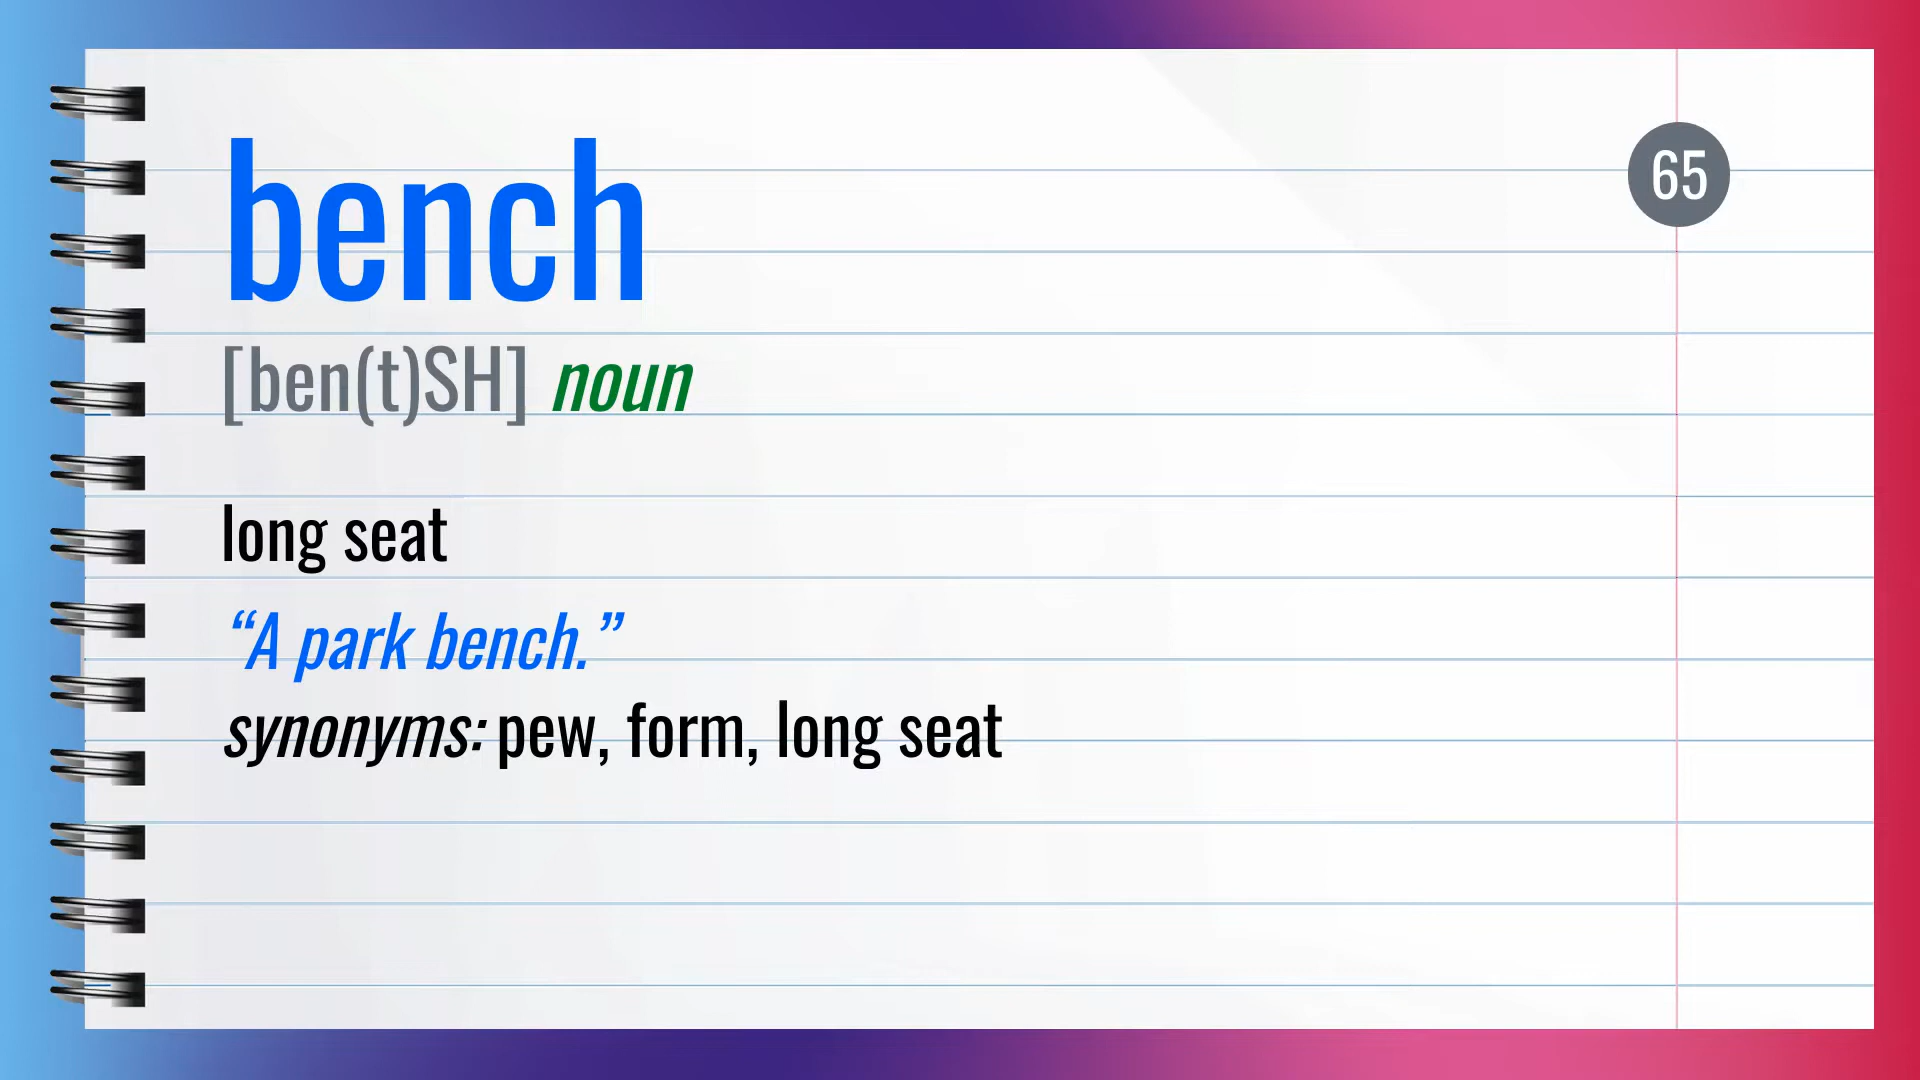 bench
65
[ben(t)SH] noun
long seat
“A park bench.”
synonyms: pew, form, long seat